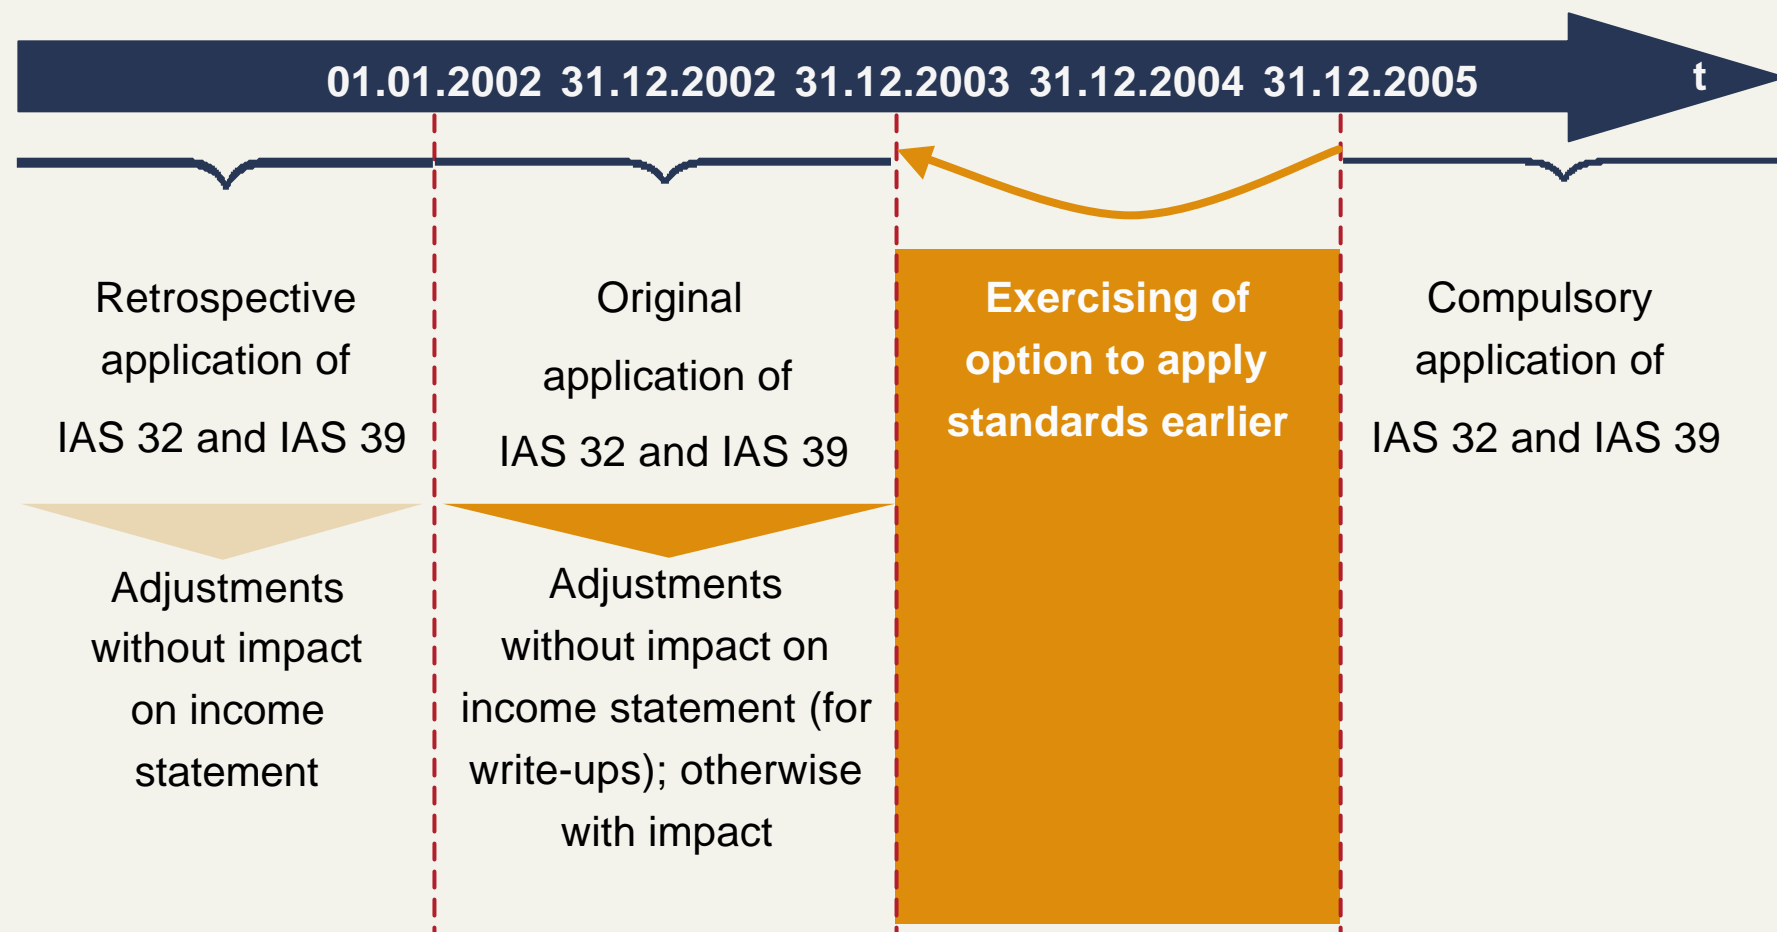 01.01.2002 31.12.2002 31.12.2003 31.12.2004 31.12.2005 t
Retrospective
application of
IAS 32 and IAS 39
Adjustments
without impact
on income
statement
Original
application of
IAS 32 and IAS 39
Adjustments
without impact on
income statement (for
write-ups); otherwise
with impact
Exercising of
option to apply
standards earlier
Compulsory
application of
IAS 32 and IAS 39